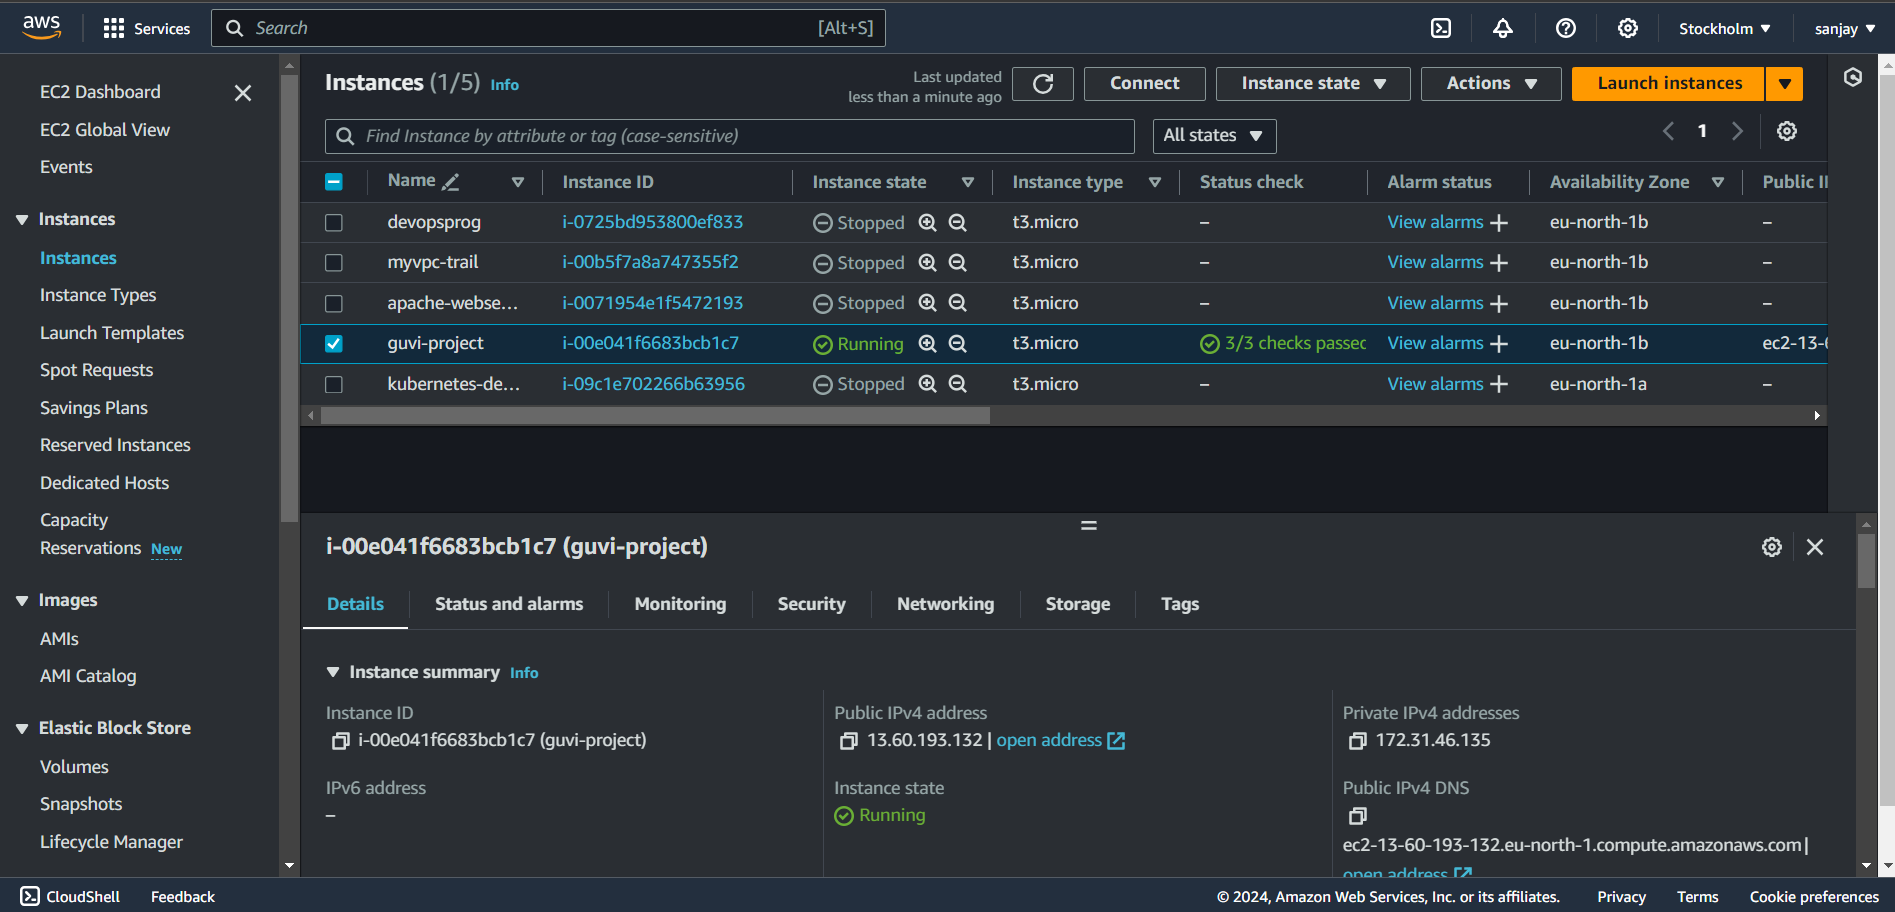 aws
Services
Search [Alt+S]
Stockholm
sanjay
EC2 Dashboard
EC2 Global View
Events
Instances
Instances
Instance Types
Launch Templates
Spot Requests
Savings Plans
Reserved Instances
Dedicated Hosts
Capacity
Reservations New
Images
AMIs
AMI Catalog
Elastic Block Store
Volumes
Snapshots
Lifecycle Manager
Instances (1/5) Info
Last updated
less than a minute ago
Connect
Instance state
Actions
Launch instances
Find Instance by attribute or tag (case-sensitive)
All states
1
Name Instance ID Instance state Instance type Status check Alarm status Availability Zone Public
devopsprog i-0725bd953800ef833 Stopped t3.micro – View alarms + eu-north-1b –
myvpc-trail i-00b5f7a8a747355f2 Stopped t3.micro – View alarms + eu-north-1b –
apache-webse... i-0071954e1f5472193 Stopped t3.micro – View alarms + eu-north-1b –
guvi-project i-00e041f6683bcb1c7 Running t3.micro 3/3 checks passed View alarms + eu-north-1b ec2-13-
kubernetes-de... i-09c1e702266b63956 Stopped t3.micro – View alarms + eu-north-1a –
i-00e041f6683bcb1c7 (guvi-project)
Details Status and alarms Monitoring Security Networking Storage Tags
Instance summary Info
Instance ID
i-00e041f6683bcb1c7 (guvi-project)
IPv6 address
–
Public IPv4 address
13.60.193.132 | open address
Instance state
Running
Private IPv4 addresses
172.31.46.135
Public IPv4 DNS
ec2-13-60-193-132.eu-north-1.compute.amazonaws.com |
open address
CloudShell Feedback
© 2024, Amazon Web Services, Inc. or its affiliates. Privacy Terms Cookie preferences